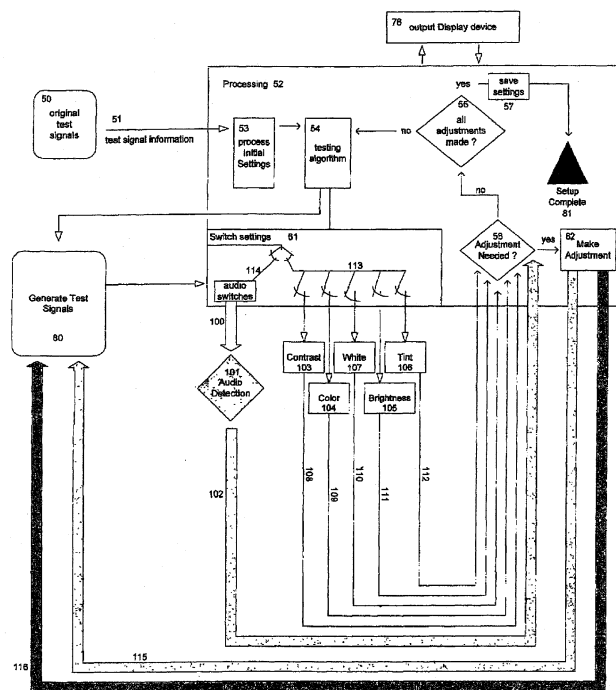 78 output Display device
Processing 52
50
original
test
signals
51
test signal information
53
process
Initial
Settings
54
testing
algorithm
no
56
all
adjustments
made ?
yes
save
settings
57
Setup
Complete
81
no
58
Adjustment
Needed ?
yes
82
Make
Adjustment
Switch settings 61
113
114
audio
switches
Generate Test
Signals
80
100
101
Audio
Detection
Contrast
103
White
107
Tint
106
Color
104
Brightness
105
102
108
109
110
111
112
115
116